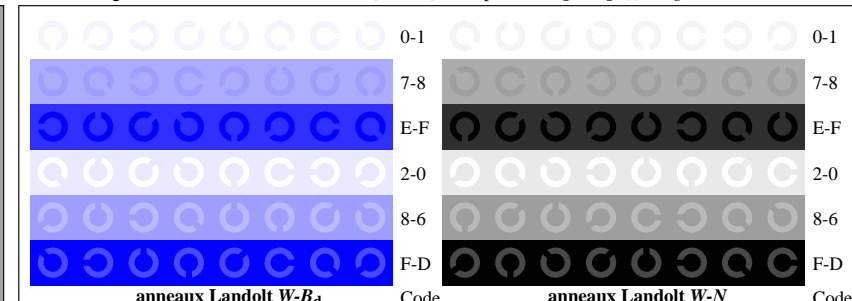 0-1 0-1
7-8 7-8
E-F E-F
2-0 2-0
8-6 8-6
F-D F-D
anneaux Landolt W-Bd Code anneaux Landolt W-N Code